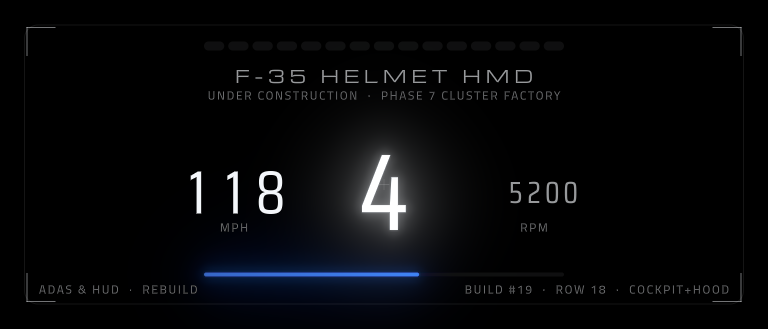 F-35 HELMET HMD
UNDER CONSTRUCTION · PHASE 7 CLUSTER FACTORY
118 4 5200
MPH RPM
ADAS & HUD · REBUILD BUILD #19 · ROW 18 · COCKPIT+HOOD